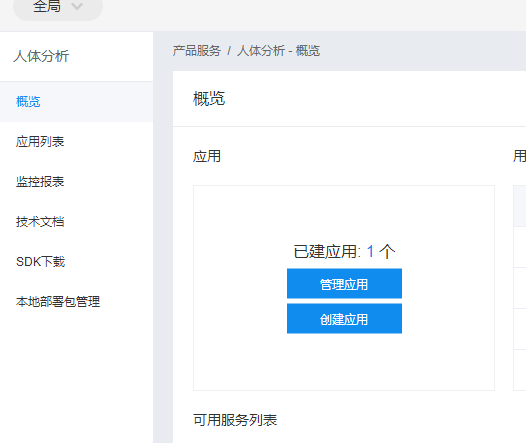 全局
人体分析
概览
应用列表
监控报表
技术文档
SDK下载
本地部署包管理
产品服务 / 人体分析 - 概览
概览
应用
用
已建应用: 1 个
管理应用
创建应用
可用服务列表